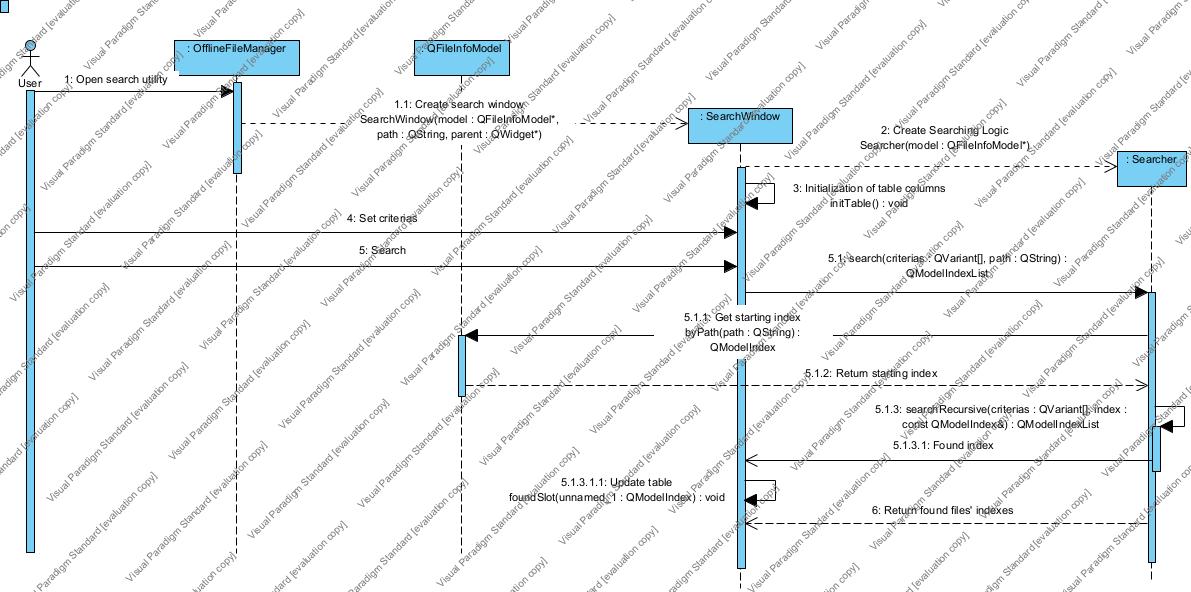 : OfflineFileManager
: QFileInfoModel
User
1: Open search utility
1.1: Create search window
SearchWindow(model : QFileInfoModel*,
path : QString, parent : QWidget*)
: SearchWindow
2: Create Searching Logic
Searcher(model : QFileInfoModel*)
: Searcher
3: Initialization of table columns
initTable() : void
4: Set criterias
5: Search
5.1: search(criterias : QVariant[], path : QString) :
QModelIndexList
5.1.1: Get starting index
byPath(path : QString) :
QModelIndex
5.1.2: Return starting index
5.1.3: searchRecursive(criterias : QVariant[], index :
const QModelIndex&) : QModelIndexList
5.1.3.1: Found index
5.1.3.1.1: Update table
foundSlot(unnamed_1 : QModelIndex) : void
6: Return found files' indexes
Visual Paradigm Standard [evaluation copy]